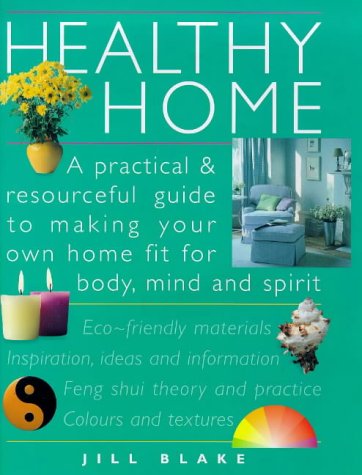 HEALTHY
HOME
A practical &
resourceful guide
to making your
own home fit for
body, mind and spirit
Eco~friendly materials
Inspiration, ideas and information
Feng shui theory and practice
Colours and textures
JILL BLAKE